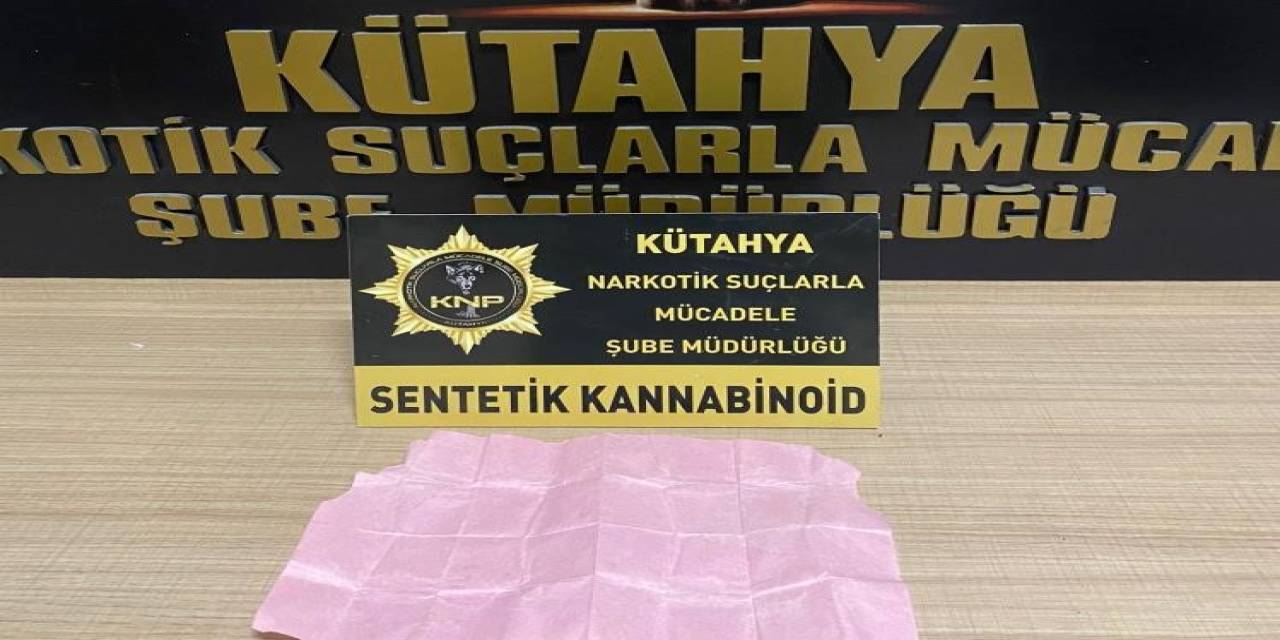 KÜTAHYA
KOTİK SUÇLARLA MÜCA
ŞUBE MÜDÜRLÜĞÜ
KÜTAHYA
NARKOTİK SUÇLARLA
MÜCADELE
ŞUBE MÜDÜRLÜĞÜ
KNP
SENTETİK KANNABİNOİD